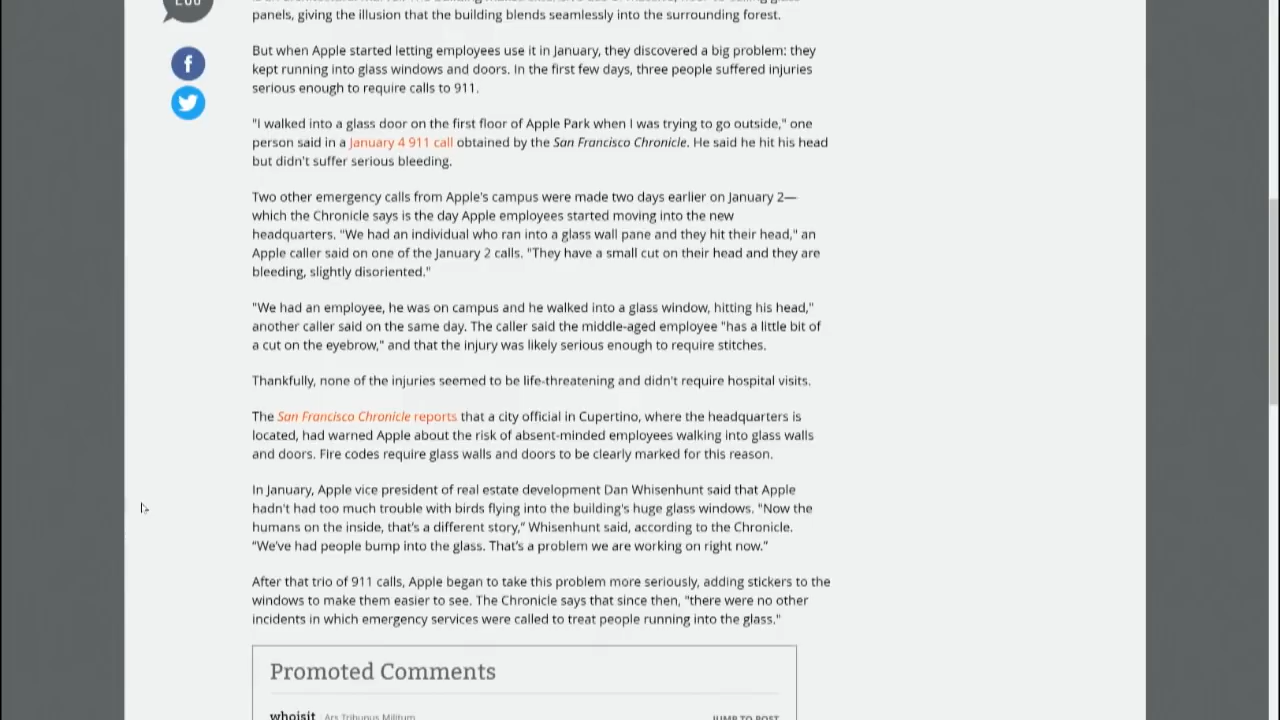 panels, giving the illusion that the building blends seamlessly into the surrounding forest.
But when Apple started letting employees use it in January, they discovered a big problem: they
kept running into glass windows and doors. In the first few days, three people suffered injuries
serious enough to require calls to 911.
"I walked into a glass door on the first floor of Apple Park when I was trying to go outside," one
person said in a January 4 911 call obtained by the San Francisco Chronicle. He said he hit his head
but didn't suffer serious bleeding.
Two other emergency calls from Apple's campus were made two days earlier on January 2—
which the Chronicle says is the day Apple employees started moving into the new
headquarters. "We had an individual who ran into a glass wall pane and they hit their head," an
Apple caller said on one of the January 2 calls. "They have a small cut on their head and they are
bleeding, slightly disoriented."
"We had an employee, he was on campus and he walked into a glass window, hitting his head,"
another caller said on the same day. The caller said the middle-aged employee "has a little bit of
a cut on the eyebrow," and that the injury was likely serious enough to require stitches.
Thankfully, none of the injuries seemed to be life-threatening and didn't require hospital visits.
The San Francisco Chronicle reports that a city official in Cupertino, where the headquarters is
located, had warned Apple about the risk of absent-minded employees walking into glass walls
and doors. Fire codes require glass walls and doors to be clearly marked for this reason.
In January, Apple vice president of real estate development Dan Whisenhunt said that Apple
hadn't had too much trouble with birds flying into the building's huge glass windows. "Now the
humans on the inside, that's a different story," Whisenhunt said, according to the Chronicle.
"We've had people bump into the glass. That's a problem we are working on right now."
After that trio of 911 calls, Apple began to take this problem more seriously, adding stickers to the
windows to make them easier to see. The Chronicle says that since then, "there were no other
incidents in which emergency services were called to treat people running into the glass."
Promoted Comments
whoisit Ars Tribunus Militum JUMP TO POST